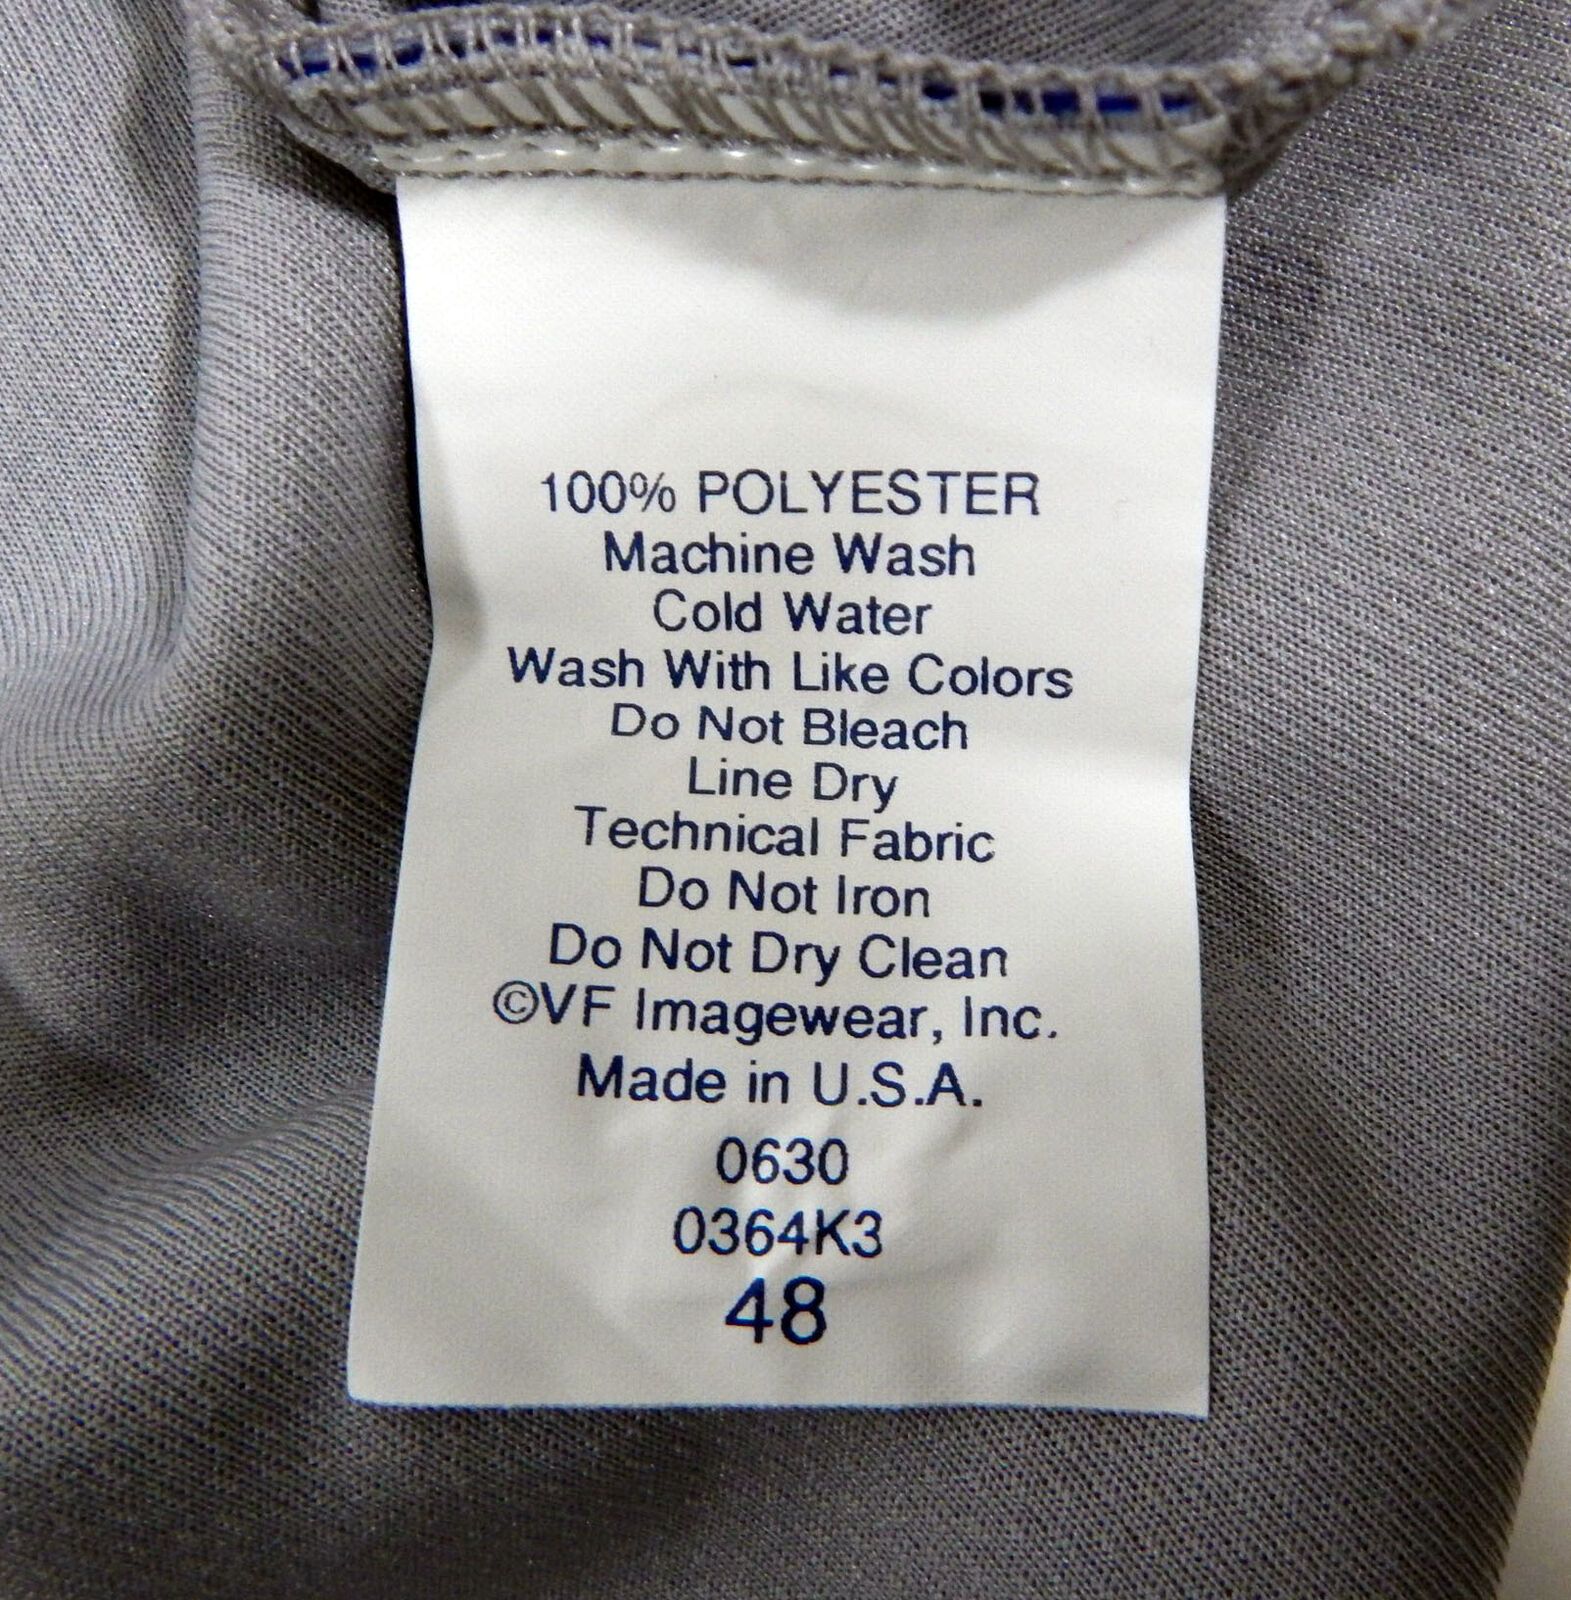 100% POLYESTER
Machine Wash
Cold Water
Wash With Like Colors
Do Not Bleach
Line Dry
Technical Fabric
Do Not Iron
Do Not Dry Clean
©VF Imagewear, Inc.
Made in U.S.A.
0630
0364K3
48